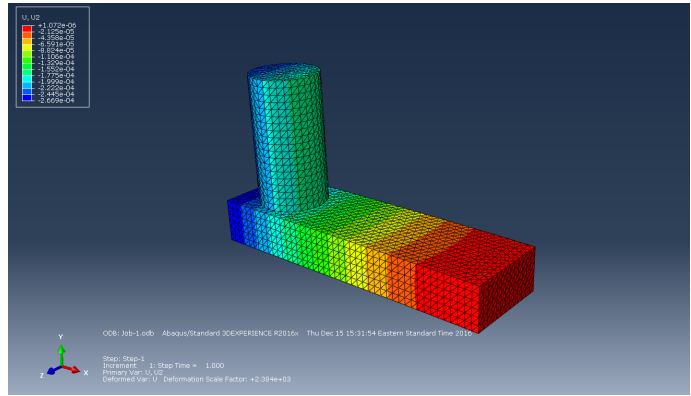 U, U2
+1.072e-06
-2.125e-05
-4.358e-05
-6.591e-05
-8.824e-05
-1.106e-04
-1.329e-04
-1.552e-04
-1.775e-04
-1.999e-04
-2.222e-04
-2.445e-04
-2.669e-04
ODB: Job-1.odb Abaqus/Standard 3DEXPERIENCE R2016x Thu Dec 15 15:31:54 Eastern Standard Time 2016
Y
Z
X
Step: Step-1
Increment 1: Step Time = 1.000
Primary Var: U, U2
Deformed Var: U Deformation Scale Factor: +2.394e+03